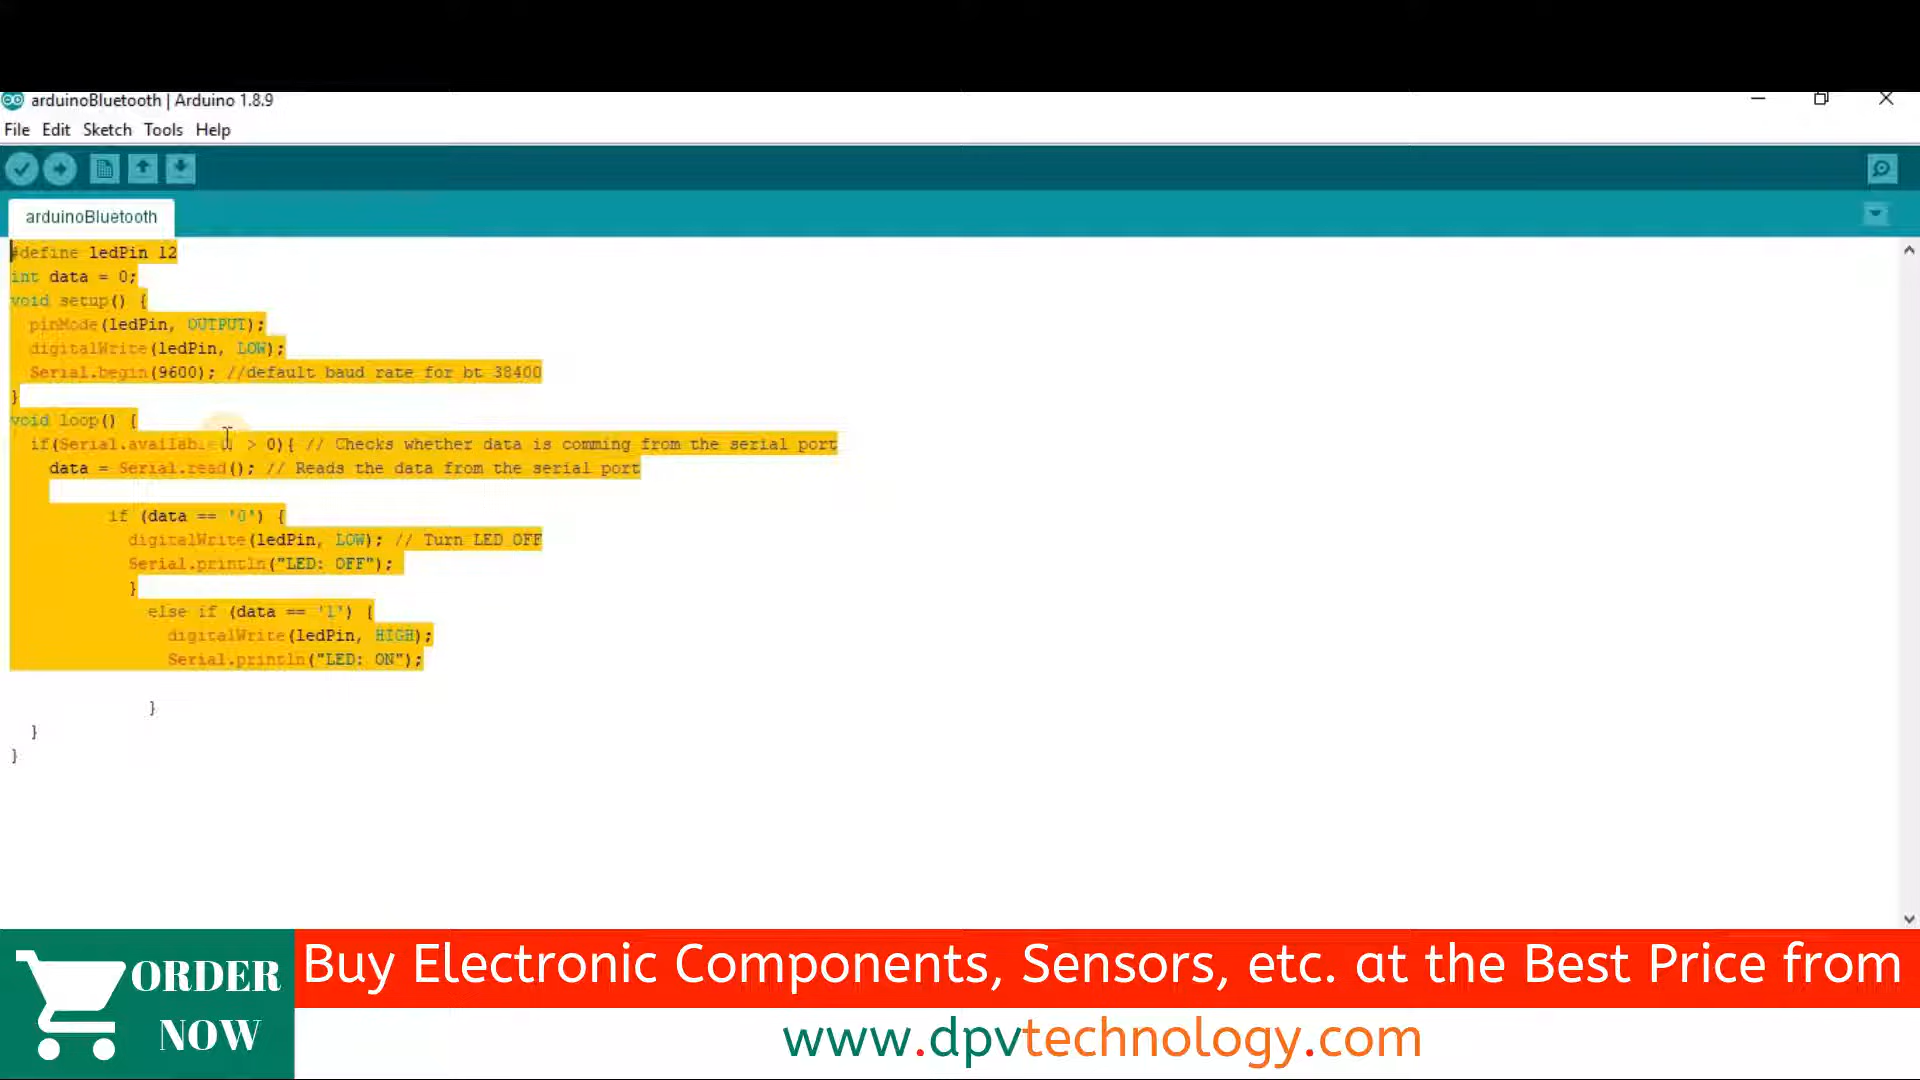 arduinoBluetooth | Arduino 1.8.9
File Edit Sketch Tools Help
arduinoBluetooth
#define ledPin 12
int data = 0;
void setup() {
pinMode(ledPin, OUTPUT);
digitalWrite(ledPin, LOW);
Serial.begin(9600); //default baud rate for bt 38400
}
void loop() {
if(Serial.available() > 0){ // Checks whether data is comming from the serial port
data = Serial.read(); // Reads the data from the serial port
if (data == '0') {
digitalWrite(ledPin, LOW); // Turn LED OFF
Serial.println("LED: OFF");
}
else if (data == '1') {
digitalWrite(ledPin, HIGH);
Serial.println("LED: ON");
}
}
}
ORDER NOW
Buy Electronic Components, Sensors, etc. at the Best Price from
www.dpvtechnology.com